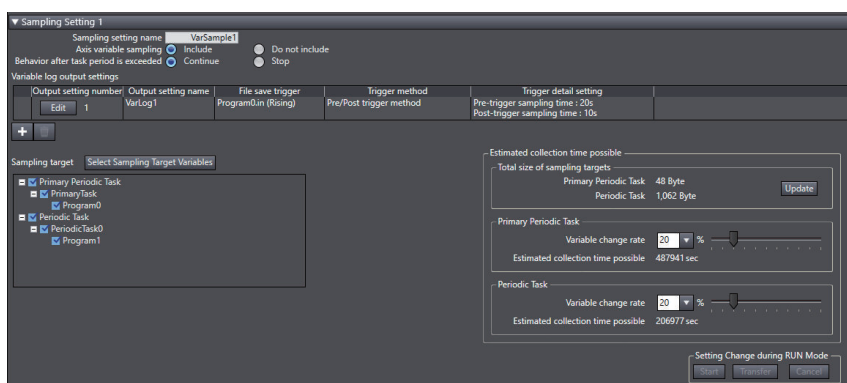 Sampling Setting 1
Sampling setting name VarSample1
Axis variable sampling Include Do not include
Behavior after task period is exceeded Continue Stop
Variable log output settings
Output setting number Output setting name File save trigger Trigger method Trigger detail setting
Edit 1 VarLog1 Program0.in (Rising) Pre/Post trigger method Pre-trigger sampling time : 20s
Post-trigger sampling time : 10s
+
Sampling target Select Sampling Target Variables
Primary Periodic Task
PrimaryTask
Program0
Periodic Task
PeriodicTask0
Program1
Estimated collection time possible
Total size of sampling targets
Primary Periodic Task 48 Byte
Periodic Task 1,062 Byte
Update
Primary Periodic Task
Variable change rate 20 %
Estimated collection time possible 487941 sec
Periodic Task
Variable change rate 20 %
Estimated collection time possible 206977 sec
Setting Change during RUN Mode
Start Transfer Cancel